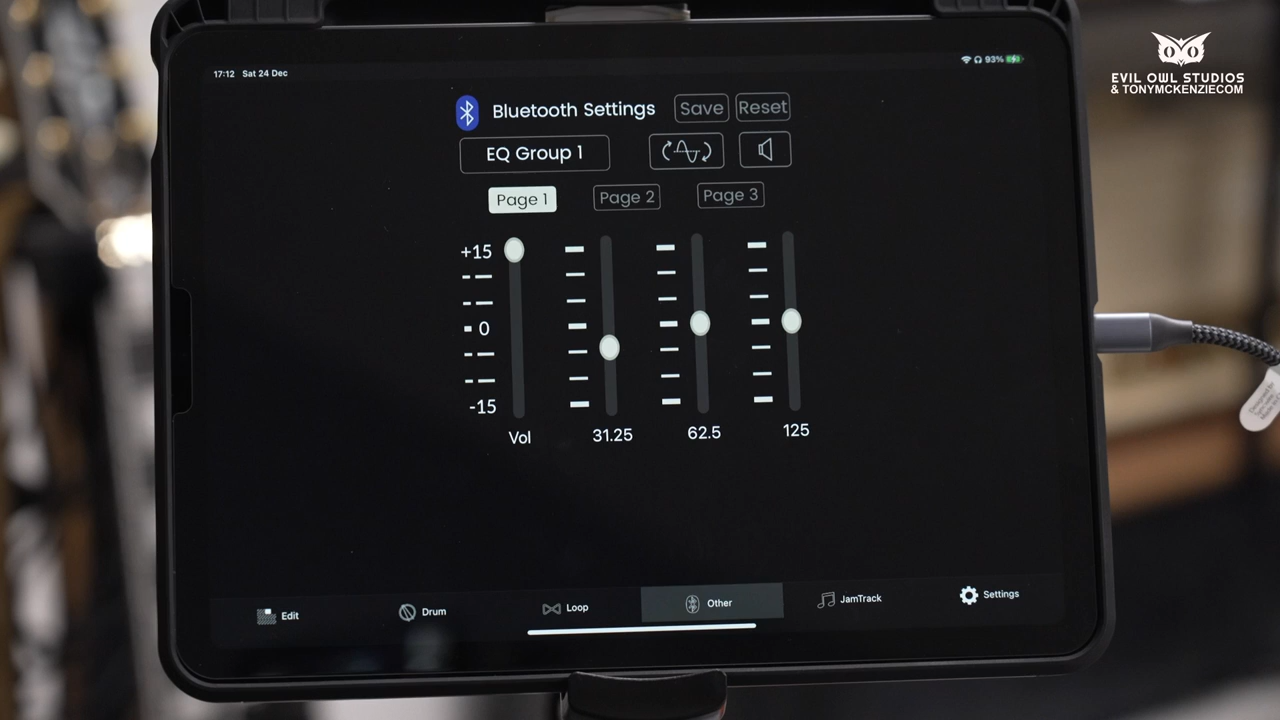 EVIL OWL STUDIOS
& TONYMCKENZIECOM
17:12 Sat 24 Dec
93%
Bluetooth Settings
Save
Reset
EQ Group 1
Page 1
Page 2
Page 3
+15
0
-15
Vol
31.25
62.5
125
Edit
Drum
Loop
Other
JamTrack
Settings